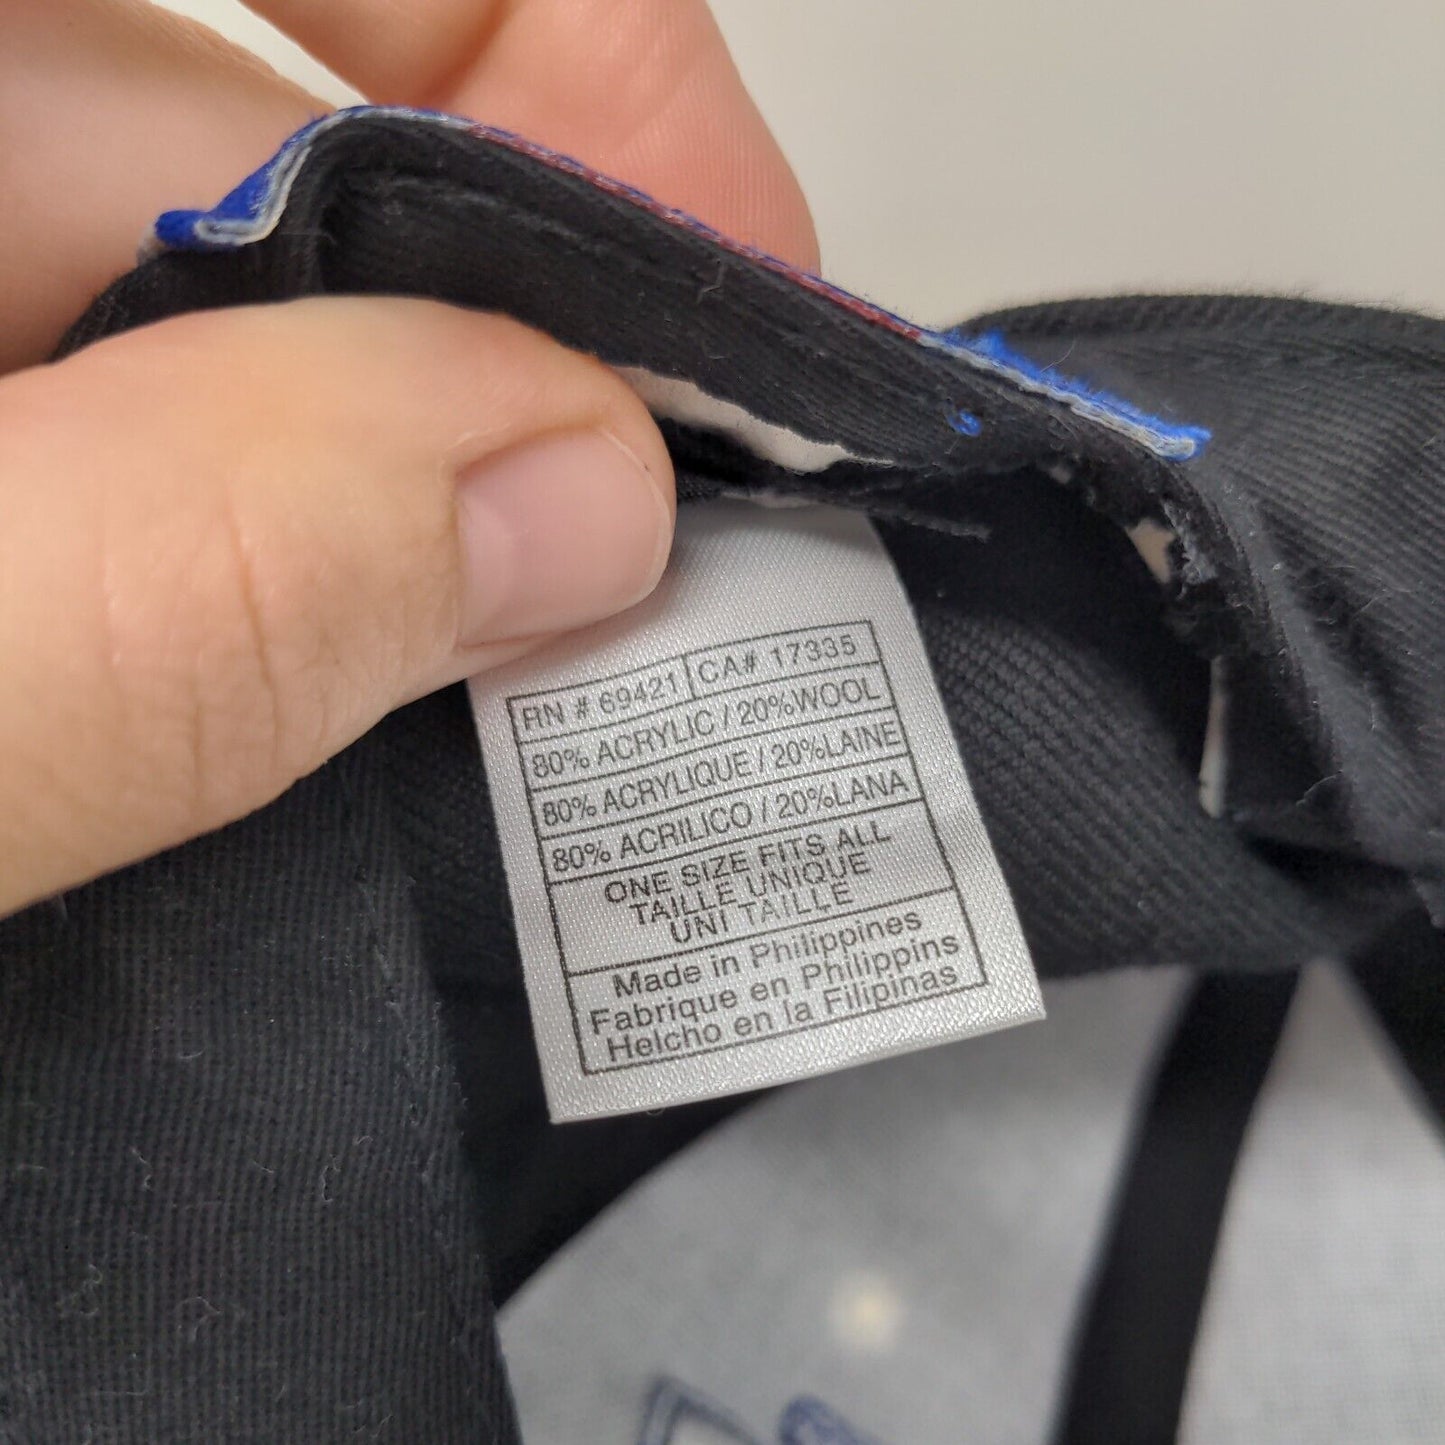 RN # 69421 CA# 17335
80% ACRYLIC / 20%WOOL
80% ACRYLIQUE / 20%LAINE
80% ACRILICO / 20%LANA
ONE SIZE FITS ALL
TAILLE UNIQUE
UNI TAILLE
Made in Philippines
Fabrique en Philippins
Helcho en la Filipinas